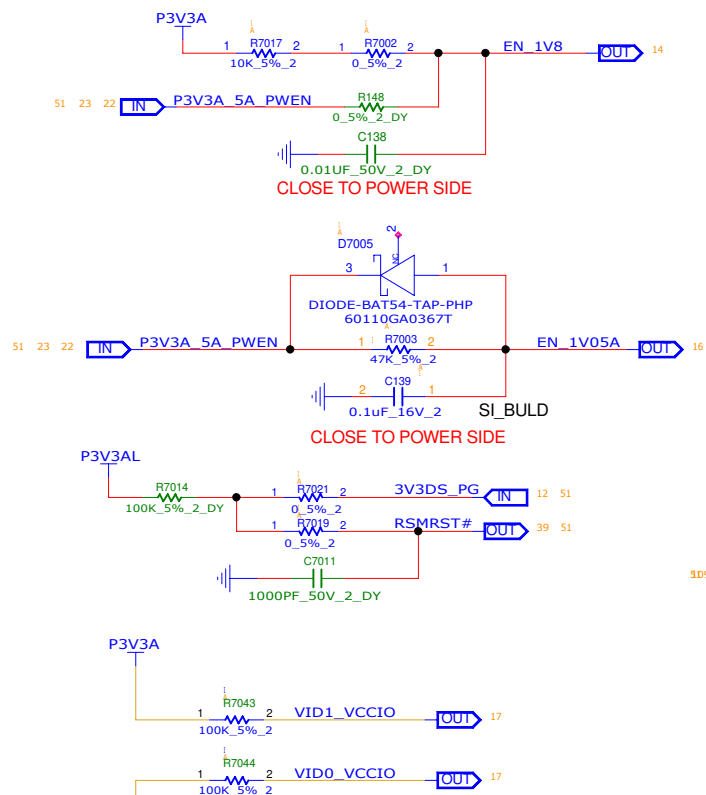 P3V3A
I
A
I
A
1 R7017 2 1 R7002 2 EN_1V8 OUT 14
10K_5%_2 0_5%_2
51 23 22 IN P3V3A_5A_PWEN R148
0_5%_2_DY
C138
0.01UF_50V_2_DY
CLOSE TO POWER SIDE
I
A
2
D7005
NC
3 1
DIODE-BAT54-TAP-PHP
60110GA0367T
I A
51 23 22 IN P3V3A_5A_PWEN 1 R7003 2 EN_1V05A OUT 16
47K_5%_2
I
A
2 C139 1
0.1uF_16V_2 SI_BULD
CLOSE TO POWER SIDE
P3V3AL
I
A
R7014 1 R7021 2 3V3DS_PG IN 12 51
100K_5%_2_DY 0_5%_2
I
A
1 R7019 2 RSMRST# OUT 39 51
0_5%_2
C7011
1000PF_50V_2_DY
P3V3A
I
A
R7043
1 2 VID1_VCCIO OUT 17
100K_5%_2
I
A
R7044
1 2 VID0_VCCIO OUT 17
100K_5%_2